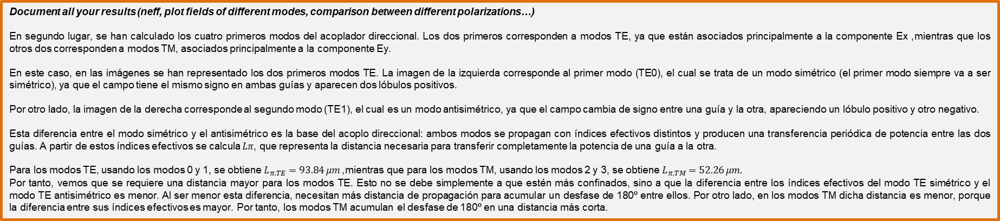 Document all your results (neff, plot fields of different modes, comparison between different polarizations…)
En segundo lugar, se han calculado los cuatro primeros modos del acoplador direccional. Los dos primeros corresponden a modos TE, ya que están asociados principalmente a la componente Ex ,mientras que los
otros dos corresponden a modos TM, asociados principalmente a la componente Ey.
En este caso, en las imágenes se han representado los dos primeros modos TE. La imagen de la izquierda corresponde al primer modo (TE0), el cual se trata de un modo simétrico (el primer modo siempre va a ser
simétrico), ya que el campo tiene el mismo signo en ambas guías y aparecen dos lóbulos positivos.
Por otro lado, la imagen de la derecha corresponde al segundo modo (TE1), el cual es un modo antisimétrico, ya que el campo cambia de signo entre una guía y la otra, apareciendo un lóbulo positivo y otro negativo.
Esta diferencia entre el modo simétrico y el antisimétrico es la base del acoplo direccional: ambos modos se propagan con índices efectivos distintos y producen una transferencia periódica de potencia entre las dos
guías. A partir de estos índices efectivos se calcula 𝐿𝜋, que representa la distancia necesaria para transferir completamente la potencia de una guía a la otra.
Para los modos TE, usando los modos 0 y 1, se obtiene 𝐿𝜋,𝑇𝐸 = 93.84 𝜇𝑚 ,mientras que para los modos TM, usando los modos 2 y 3, se obtiene 𝐿𝜋,𝑇𝑀 = 52.26 𝜇𝑚.
Por tanto, vemos que se requiere una distancia mayor para los modos TE. Esto no se debe simplemente a que estén más confinados, sino a que la diferencia entre los índices efectivos del modo TE simétrico y el
modo TE antisimétrico es menor. Al ser menor esta diferencia, necesitan más distancia de propagación para acumular un desfase de 180º entre ellos. Por otro lado, en los modos TM dicha distancia es menor, porque
la diferencia entre sus índices efectivos es mayor. Por tanto, los modos TM acumulan el desfase de 180º en una distancia más corta.